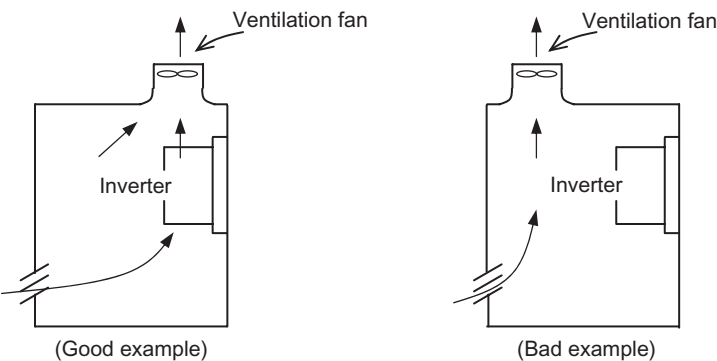 Ventilation fan
Inverter
(Good example)
Ventilation fan
Inverter
(Bad example)